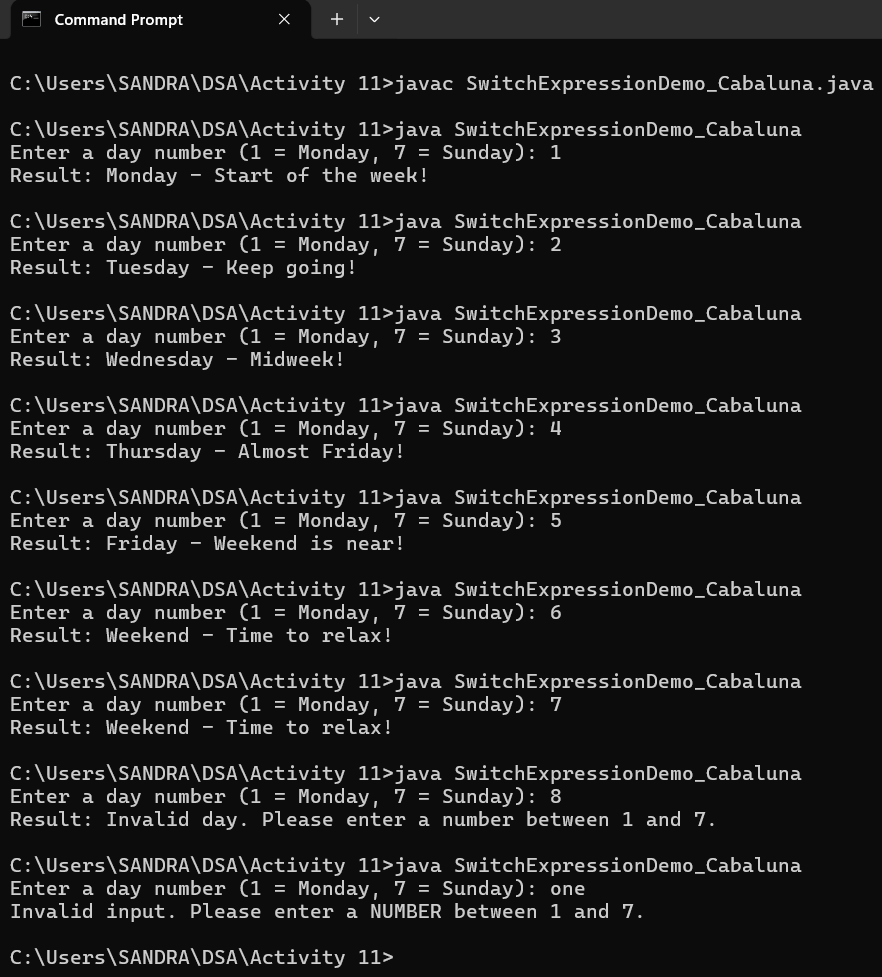 Command Prompt
C:\Users\SANDRA\DSA\Activity 11>javac SwitchExpressionDemo_Cabaluna.java
C:\Users\SANDRA\DSA\Activity 11>java SwitchExpressionDemo_Cabaluna
Enter a day number (1 = Monday, 7 = Sunday): 1
Result: Monday - Start of the week!
C:\Users\SANDRA\DSA\Activity 11>java SwitchExpressionDemo_Cabaluna
Enter a day number (1 = Monday, 7 = Sunday): 2
Result: Tuesday - Keep going!
C:\Users\SANDRA\DSA\Activity 11>java SwitchExpressionDemo_Cabaluna
Enter a day number (1 = Monday, 7 = Sunday): 3
Result: Wednesday - Midweek!
C:\Users\SANDRA\DSA\Activity 11>java SwitchExpressionDemo_Cabaluna
Enter a day number (1 = Monday, 7 = Sunday): 4
Result: Thursday - Almost Friday!
C:\Users\SANDRA\DSA\Activity 11>java SwitchExpressionDemo_Cabaluna
Enter a day number (1 = Monday, 7 = Sunday): 5
Result: Friday - Weekend is near!
C:\Users\SANDRA\DSA\Activity 11>java SwitchExpressionDemo_Cabaluna
Enter a day number (1 = Monday, 7 = Sunday): 6
Result: Weekend - Time to relax!
C:\Users\SANDRA\DSA\Activity 11>java SwitchExpressionDemo_Cabaluna
Enter a day number (1 = Monday, 7 = Sunday): 7
Result: Weekend - Time to relax!
C:\Users\SANDRA\DSA\Activity 11>java SwitchExpressionDemo_Cabaluna
Enter a day number (1 = Monday, 7 = Sunday): 8
Result: Invalid day. Please enter a number between 1 and 7.
C:\Users\SANDRA\DSA\Activity 11>java SwitchExpressionDemo_Cabaluna
Enter a day number (1 = Monday, 7 = Sunday): one
Invalid input. Please enter a NUMBER between 1 and 7.
C:\Users\SANDRA\DSA\Activity 11>